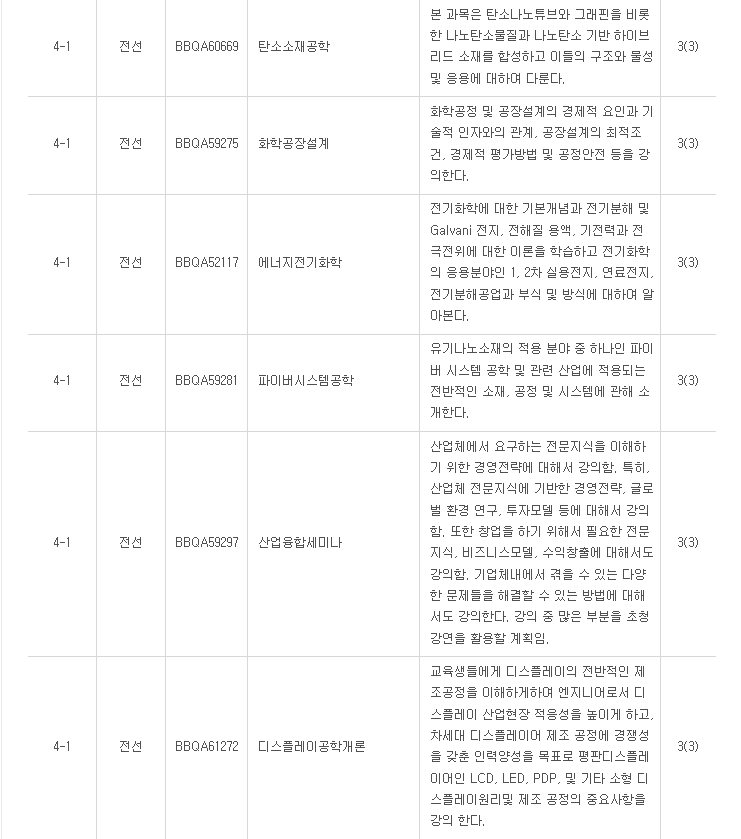 본 과목은 탄소나노튜브와 그래핀을 비롯
한 나노탄소물질과 나노탄소 기반 하이브
4-1 전선 BBQA60669 탄소소재공학 3(3)
리드 소재를 합성하고 이들의 구조와 물성
및 응용에 대하여 다룬다.
화학공정 및 공장설계의 경제적 요인과 기
술적 인자와의 관계, 공장설계의 최적조
4-1 전선 BBQA59275 화학공장설계 3(3)
건, 경제적 평가방법 및 공정안전 등을 강
의한다.
전기화학에 대한 기본개념과 전기분해 및
Galvani 전지, 전해질 용액, 기전력과 전
4-1 전선 BBQA52117 에너지전기화학 극전위에 대한 이론을 학습하고 전기화학 3(3)
의 응용분야인 1, 2차 실용전지, 연료전지,
전기분해공업과 부식 및 방식에 대하여 알
아본다.
유기나노소재의 적용 분야 중 하나인 파이
버 시스템 공학 및 관련 산업에 적용되는
4-1 전선 BBQA59281 파이버시스템공학 3(3)
전반적인 소재, 공정 및 시스템에 관해 소
개한다.
산업체에서 요구하는 전문지식을 이해하
기 위한 경영전략에 대해서 강의함. 특히,
산업체 전문지식에 기반한 경영전략, 글로
벌 환경 연구, 투자모델 등에 대해서 강의
함. 또한 창업을 하기 위해서 필요한 전문
4-1 전선 BBQA59297 산업융합세미나 지식, 비즈니스모델, 수익창출에 대해서도 3(3)
강의함. 기업체내에서 겪을 수 있는 다양
한 문제들을 해결할 수 있는 방법에 대해
서도 강의한다. 강의 중 많은 부분을 초청
강연을 활용할 계획임.
교육생들에게 디스플레이의 전반적인 제
조공정을 이해하게하여 엔지니어로서 디
스플레이 산업현장 적응성을 높이게 하고,
차세대 디스플레이어 제조 공정에 경쟁성
4-1 전선 BBQA61272 디스플레이공학개론 을 갖춘 인력양성을 목표로 평판디스플레 3(3)
이어인 LCD, LED, PDP, 및 기타 소형 디
스플레이원리및 제조 공정의 중요사항을
강의 한다.